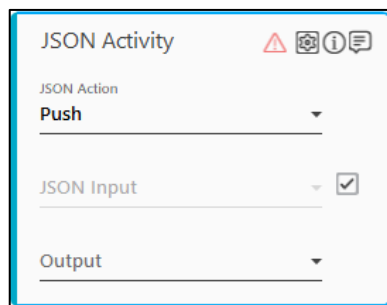 JSON Activity
JSON Action
Push
JSON Input
Output